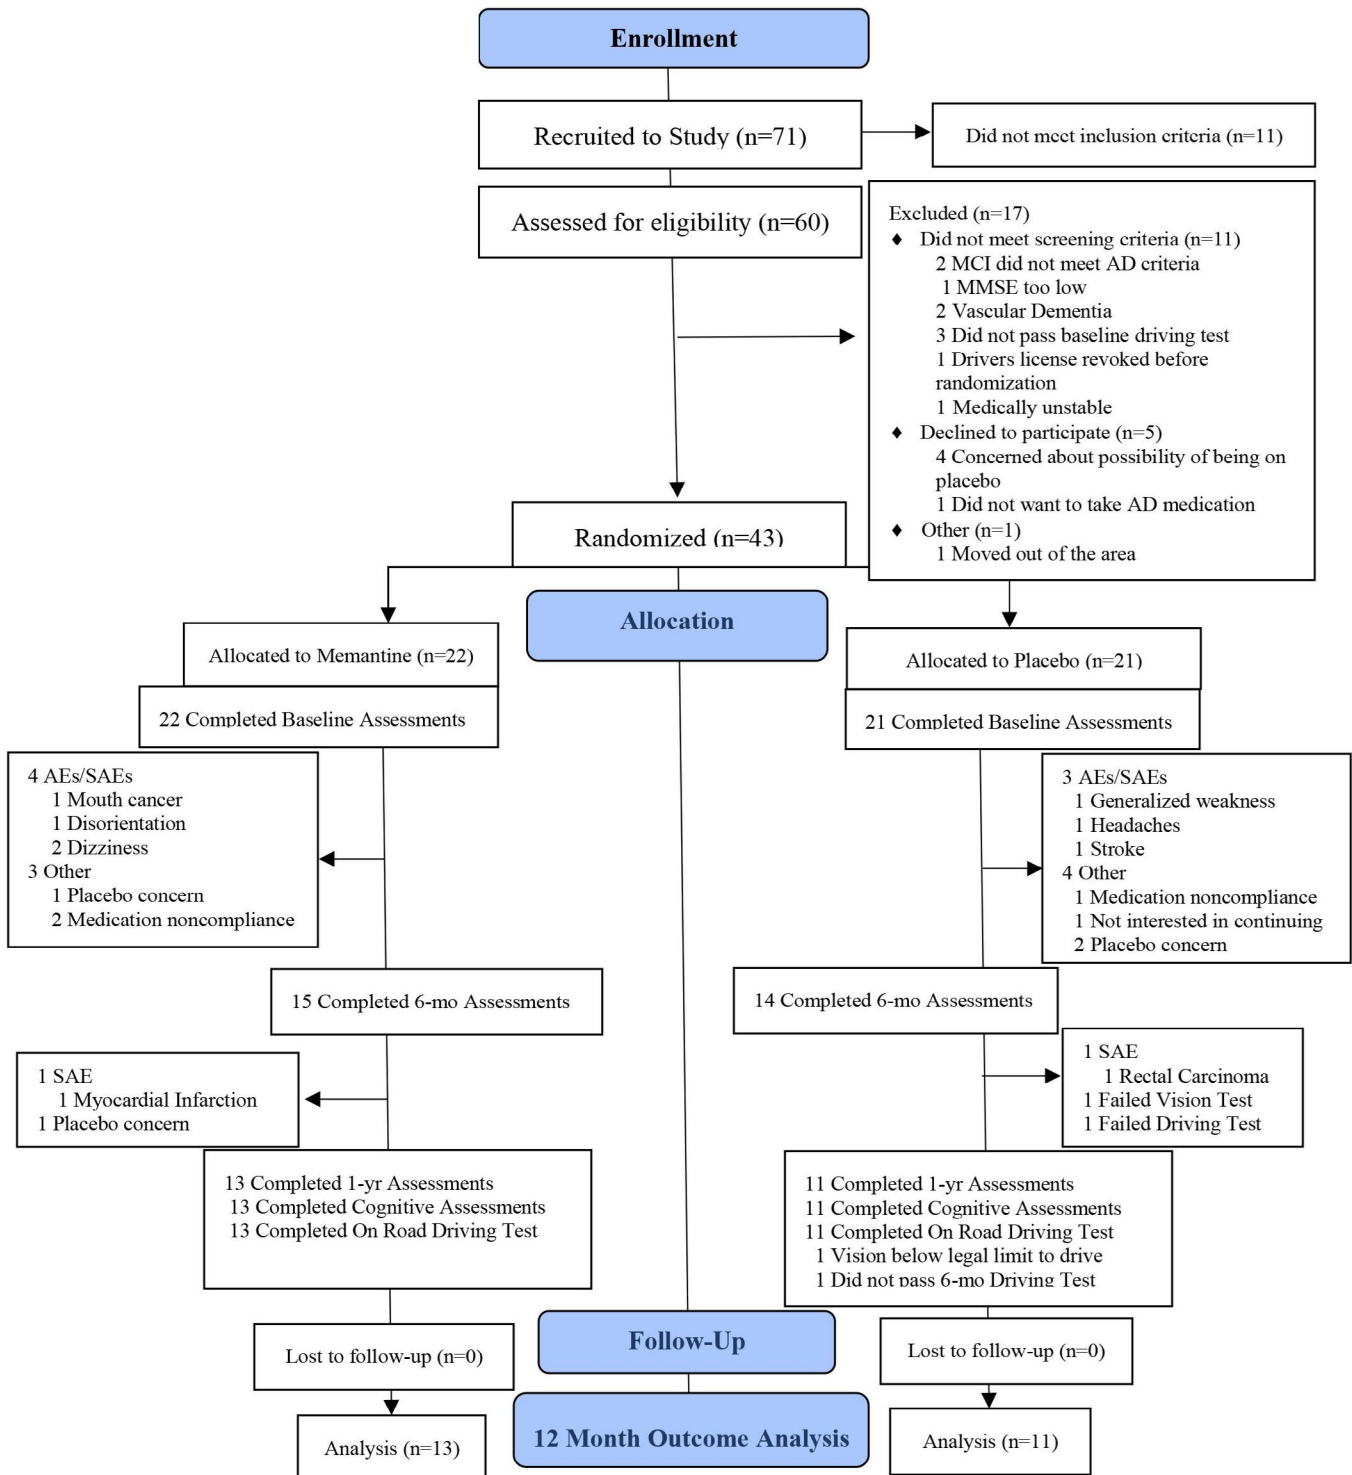 Enrollment
Recruited to Study (n=71)
Did not meet inclusion criteria (n=11)
Assessed for eligibility (n=60)
Excluded (n=17)
♦ Did not meet screening criteria (n=11)
2 MCI did not meet AD criteria
1 MMSE too low
2 Vascular Dementia
3 Did not pass baseline driving test
1 Drivers license revoked before
randomization
1 Medically unstable
♦ Declined to participate (n=5)
4 Concerned about possibility of being on
placebo
1 Did not want to take AD medication
♦ Other (n=1)
1 Moved out of the area
Randomized (n=43)
Allocation
Allocated to Memantine (n=22)
22 Completed Baseline Assessments
4 AEs/SAEs
1 Mouth cancer
1 Disorientation
2 Dizziness
3 Other
1 Placebo concern
2 Medication noncompliance
15 Completed 6-mo Assessments
1 SAE
1 Myocardial Infarction
1 Placebo concern
13 Completed 1-yr Assessments
13 Completed Cognitive Assessments
13 Completed On Road Driving Test
Allocated to Placebo (n=21)
21 Completed Baseline Assessments
3 AEs/SAEs
1 Generalized weakness
1 Headaches
1 Stroke
4 Other
1 Medication noncompliance
1 Not interested in continuing
2 Placebo concern
14 Completed 6-mo Assessments
1 SAE
1 Rectal Carcinoma
1 Failed Vision Test
1 Failed Driving Test
11 Completed 1-yr Assessments
11 Completed Cognitive Assessments
11 Completed On Road Driving Test
1 Vision below legal limit to drive
1 Did not pass 6-mo Driving Test
Follow-Up
Lost to follow-up (n=0)
Lost to follow-up (n=0)
12 Month Outcome Analysis
Analysis (n=13)
Analysis (n=11)